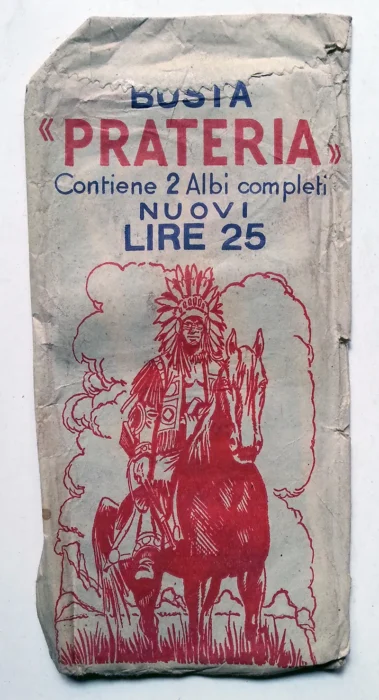 BUSTA
« PRATERIA »
Contiene 2 Albi completi
NUOVI
LIRE 25